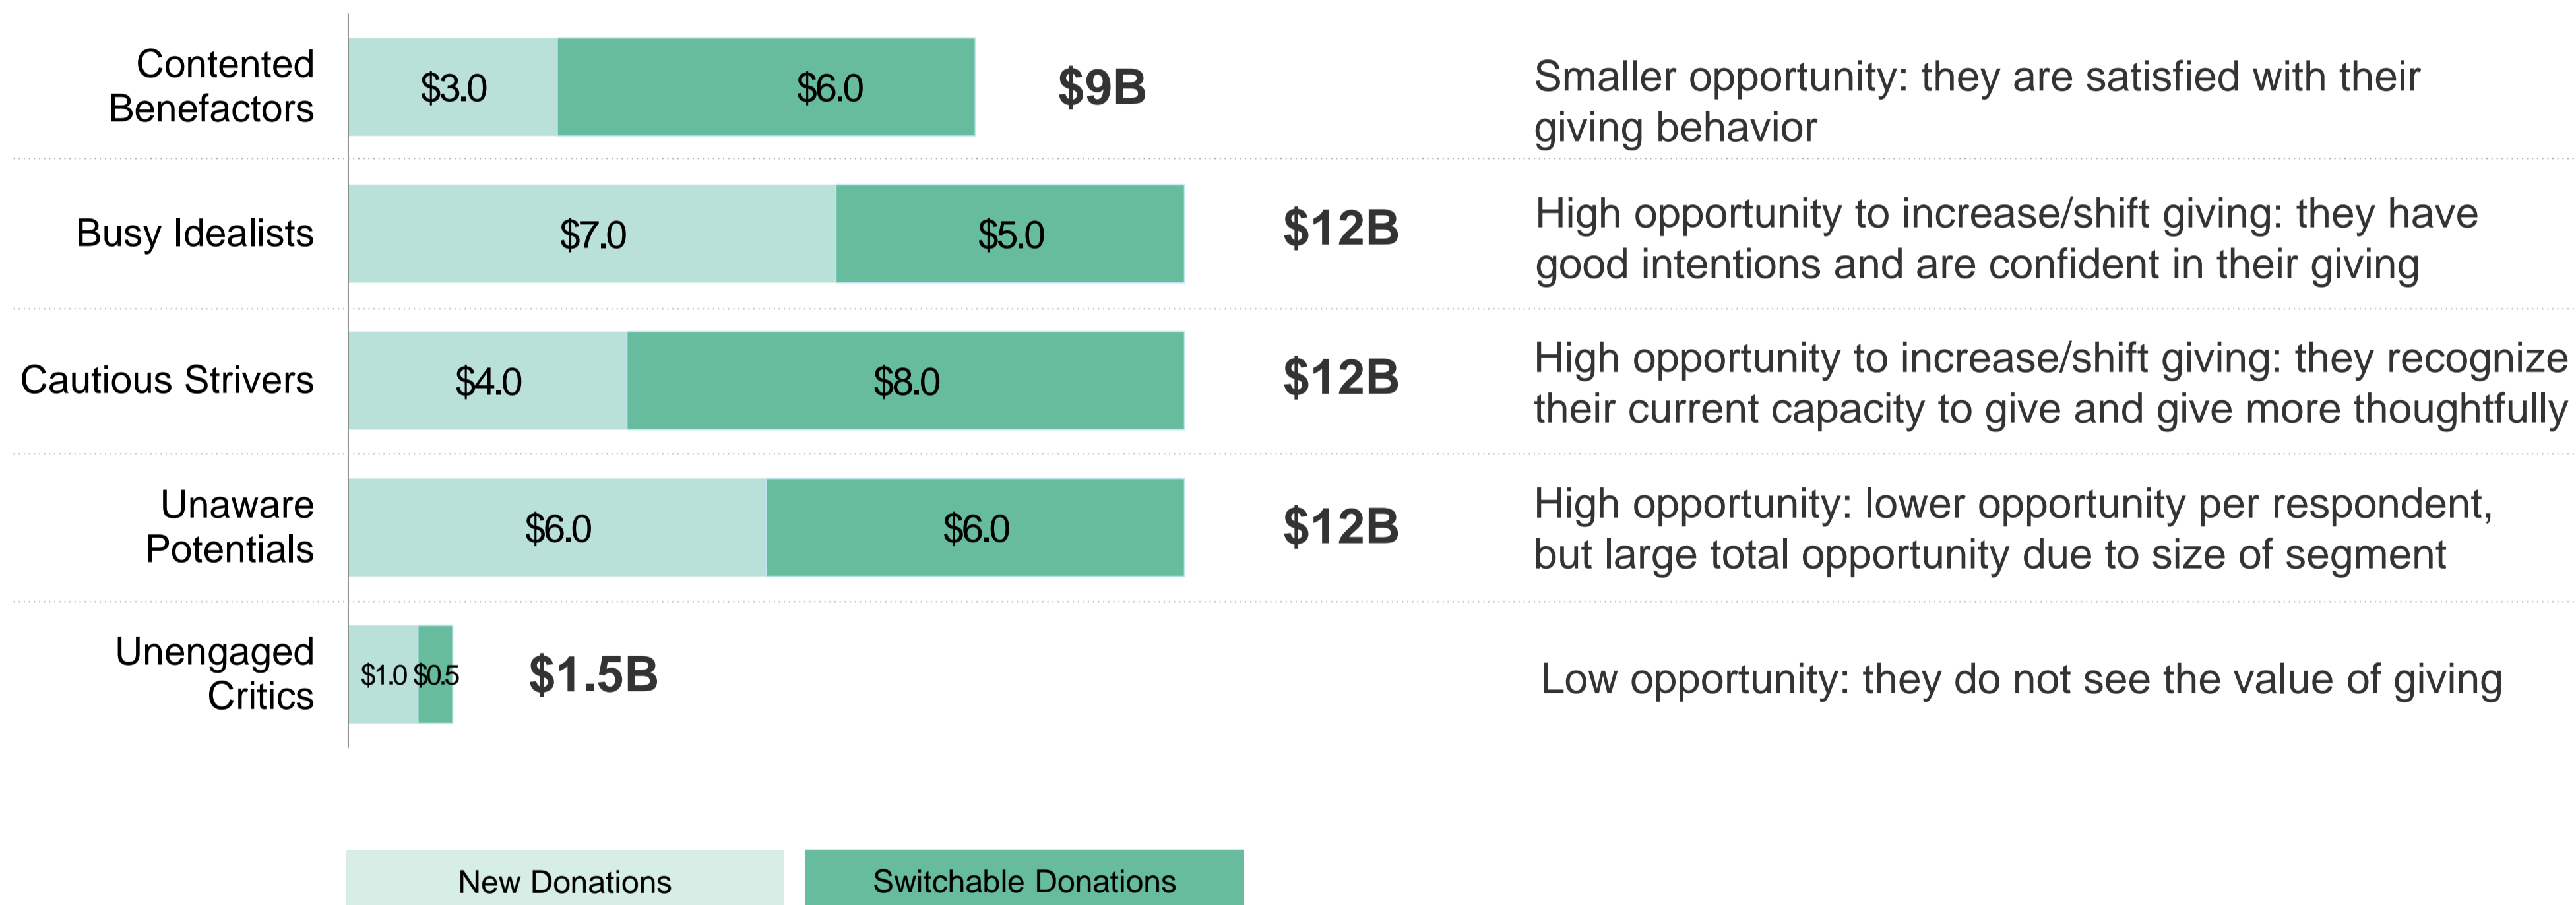 Contented
Benefactors
$3.0
$6.0
$9B
Smaller opportunity: they are satisfied with their
giving behavior
Busy Idealists
$7.0
$5.0
$12B
High opportunity to increase/shift giving: they have
good intentions and are confident in their giving
Cautious Strivers
$4.0
$8.0
$12B
High opportunity to increase/shift giving: they recognize
their current capacity to give and give more thoughtfully
Unaware
Potentials
$6.0
$6.0
$12B
High opportunity: lower opportunity per respondent,
but large total opportunity due to size of segment
Unengaged
Critics
$1.0
$0.5
$1.5B
Low opportunity: they do not see the value of giving
New Donations
Switchable Donations